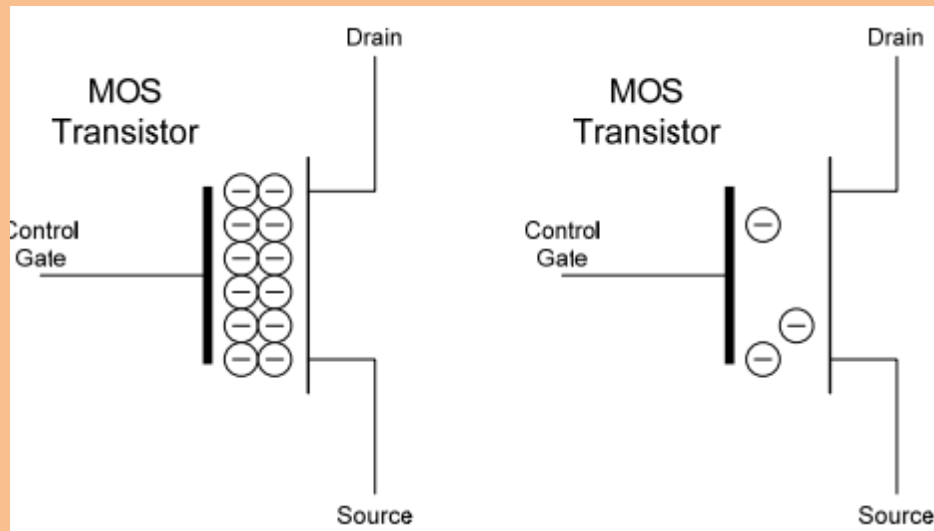 Drain
MOS
Transistor
Control
Gate
Source
Drain
MOS
Transistor
Control
Gate
Source